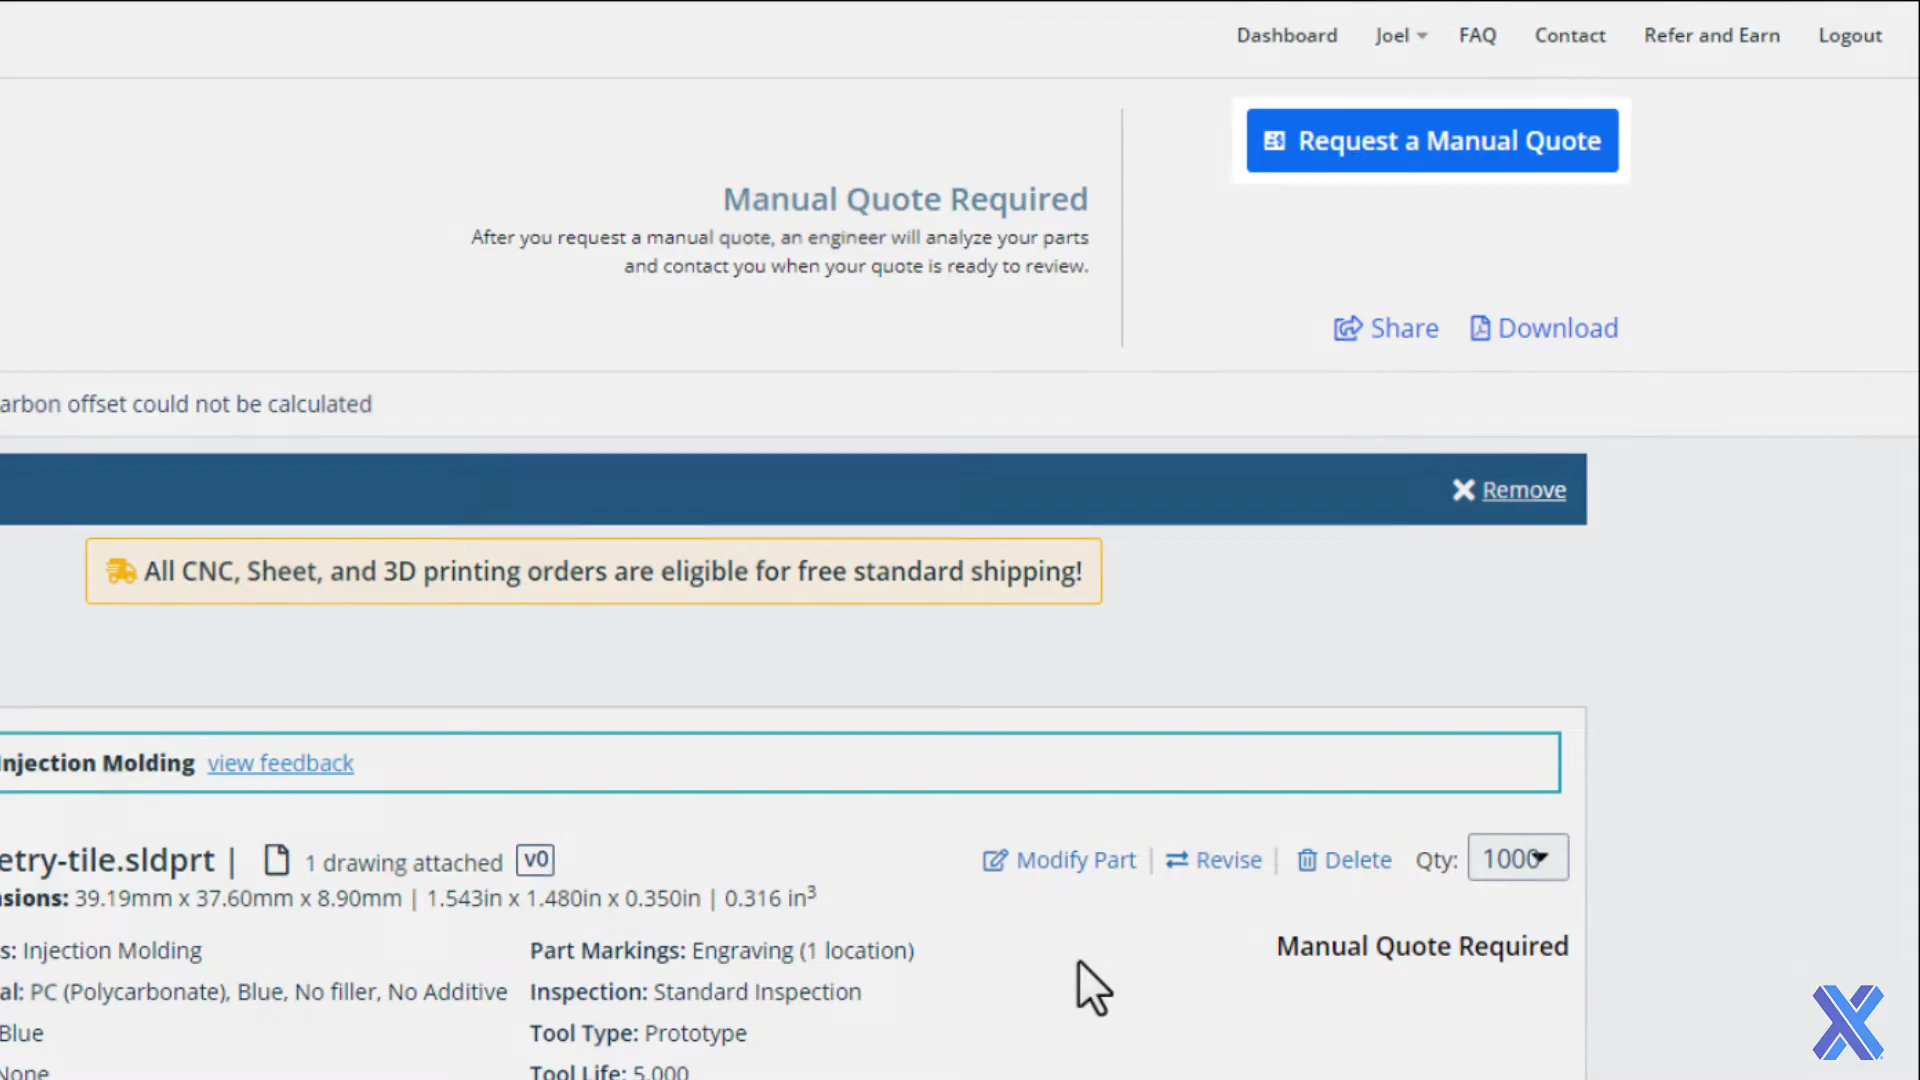 Dashboard Joel FAQ Contact Refer and Earn Logout
Request a Manual Quote
Manual Quote Required
After you request a manual quote, an engineer will analyze your parts
and contact you when your quote is ready to review.
Share Download
arbon offset could not be calculated
Remove
All CNC, Sheet, and 3D printing orders are eligible for free standard shipping!
Injection Molding view feedback
etry-tile.sldprt | 1 drawing attached v0
Modify Part | Revise | Delete Qty: 1000
nsions: 39.19mm x 37.60mm x 8.90mm | 1.543in x 1.480in x 0.350in | 0.316 in³
s: Injection Molding
Part Markings: Engraving (1 location)
Manual Quote Required
al: PC (Polycarbonate), Blue, No filler, No Additive
Inspection: Standard Inspection
Blue
Tool Type: Prototype
None
Tool Life: 5,000